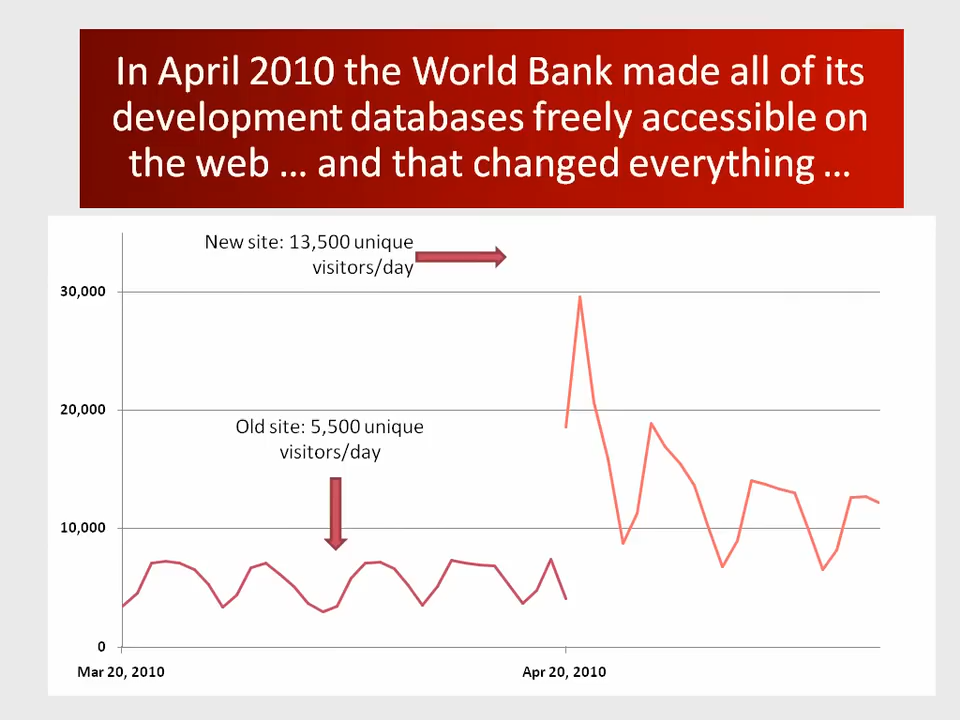 In April 2010 the World Bank made all of its
development databases freely accessible on
the web … and that changed everything …
New site: 13,500 unique
visitors/day
30,000
20,000
Old site: 5,500 unique
visitors/day
10,000
0
Mar 20, 2010
Apr 20, 2010